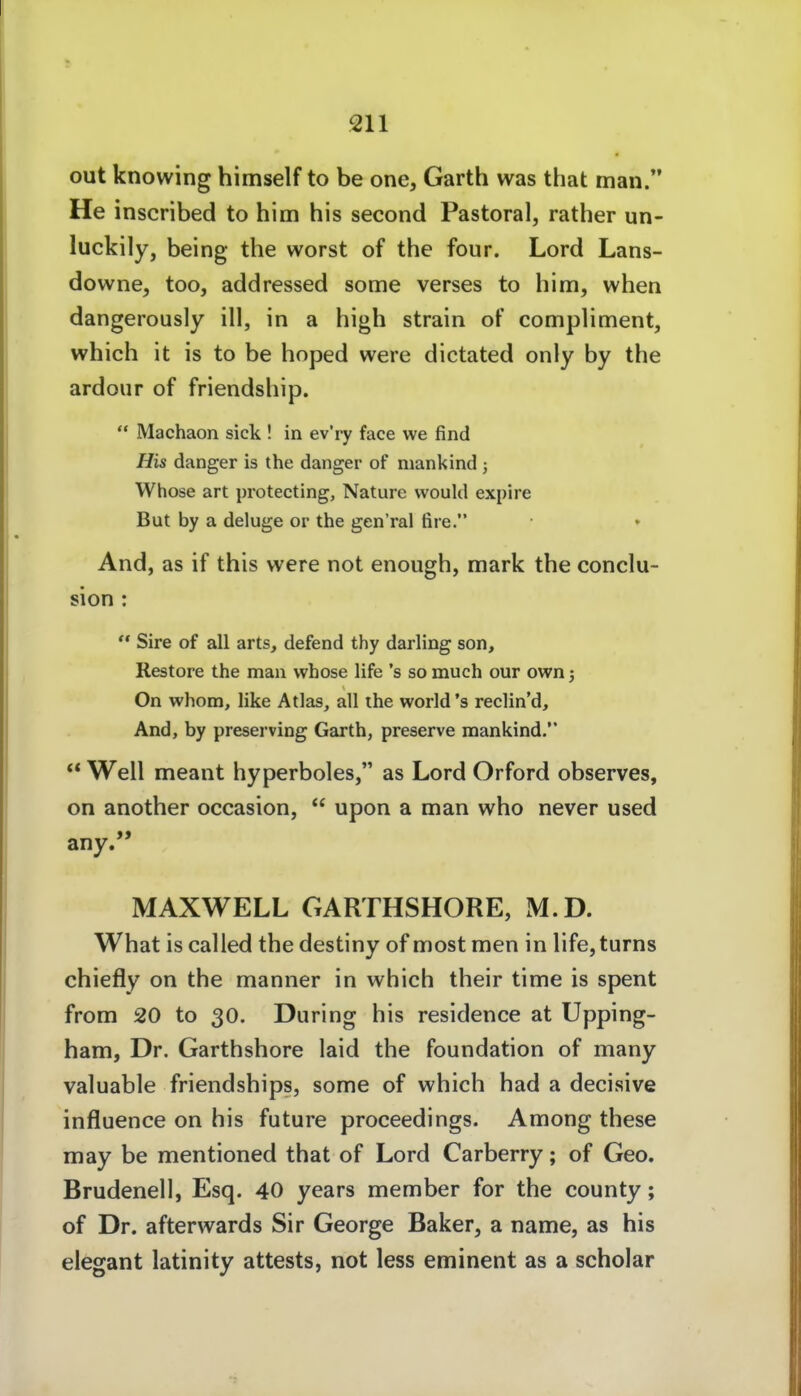 211
out knowing himself to be one, Garth was that man.”
He inscribed to him his second Pastoral, rather un-
luckily, being the worst of the four. Lord Lans-
downe, too, addressed some verses to him, when
dangerously ill, in a high strain of compliment,
which it is to be hoped were dictated only by the
ardour of friendship.
“ Machaon sick ! in ev’ry face we find
His danger is the danger of mankind ;
Whose art protecting, Nature would expire
But by a deluge or the gen’ral fire.”
And, as if this were not enough, mark the conclu-
sion :
“ Sire of all arts, defend thy darling son,
Restore the man whose life ’s so much our own ;
On whom, like Atlas, all the world ’s reclin’d,
And, by preserving Garth, preserve mankind.”
“ Well meant hyperboles,” as Lord Orford observes,
on another occasion, “ upon a man who never used
any.”
MAXWELL GARTHSHORE, M.D.
What is called the destiny of most men in life, turns
chiefly on the manner in which their time is spent
from 20 to 30. During his residence at Upping-
ham, Dr. Garthshore laid the foundation of many
valuable friendships, some of which had a decisive
influence on his future proceedings. Among these
may be mentioned that of Lord Carberry ; of Geo.
Brudenell, Esq. 40 years member for the county ;
of Dr. afterwards Sir George Baker, a name, as his
elegant latinity attests, not less eminent as a scholar